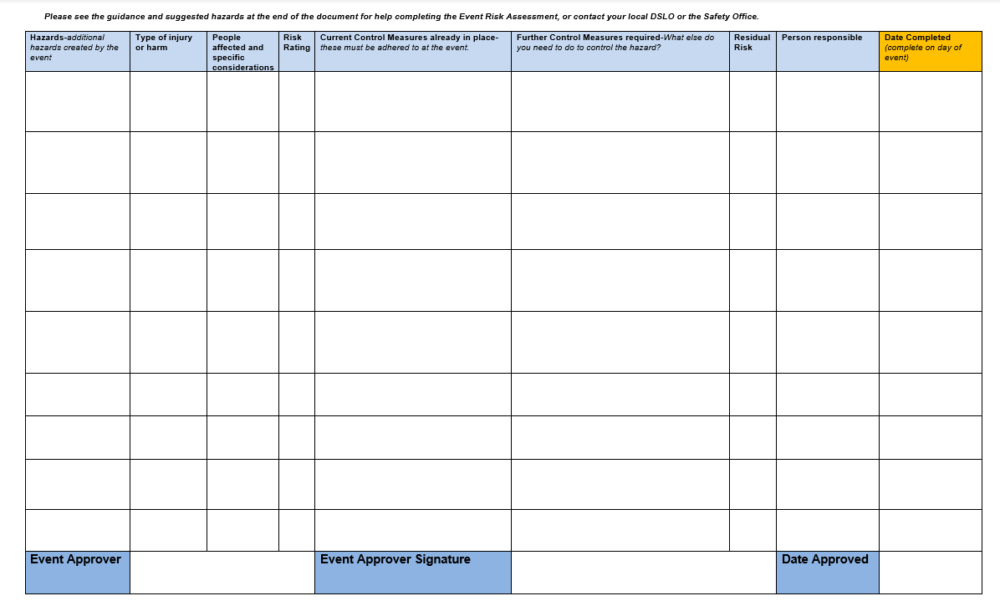 Please see the guidance and suggested hazards at the end of the document for help completing the Event Risk Assessment, or contact your local DSLO or the Safety Office.
Hazards-additional
hazards created by the
event
Type of injury
or harm
People
affected and
specific
considerations
Risk
Rating
Current Control Measures already in place-
these must be adhered to at the event.
Further Control Measures required-What else do
you need to do to control the hazard?
Residual
Risk
Person responsible
Date Completed
(complete on day of
event)
Event Approver
Event Approver Signature
Date Approved